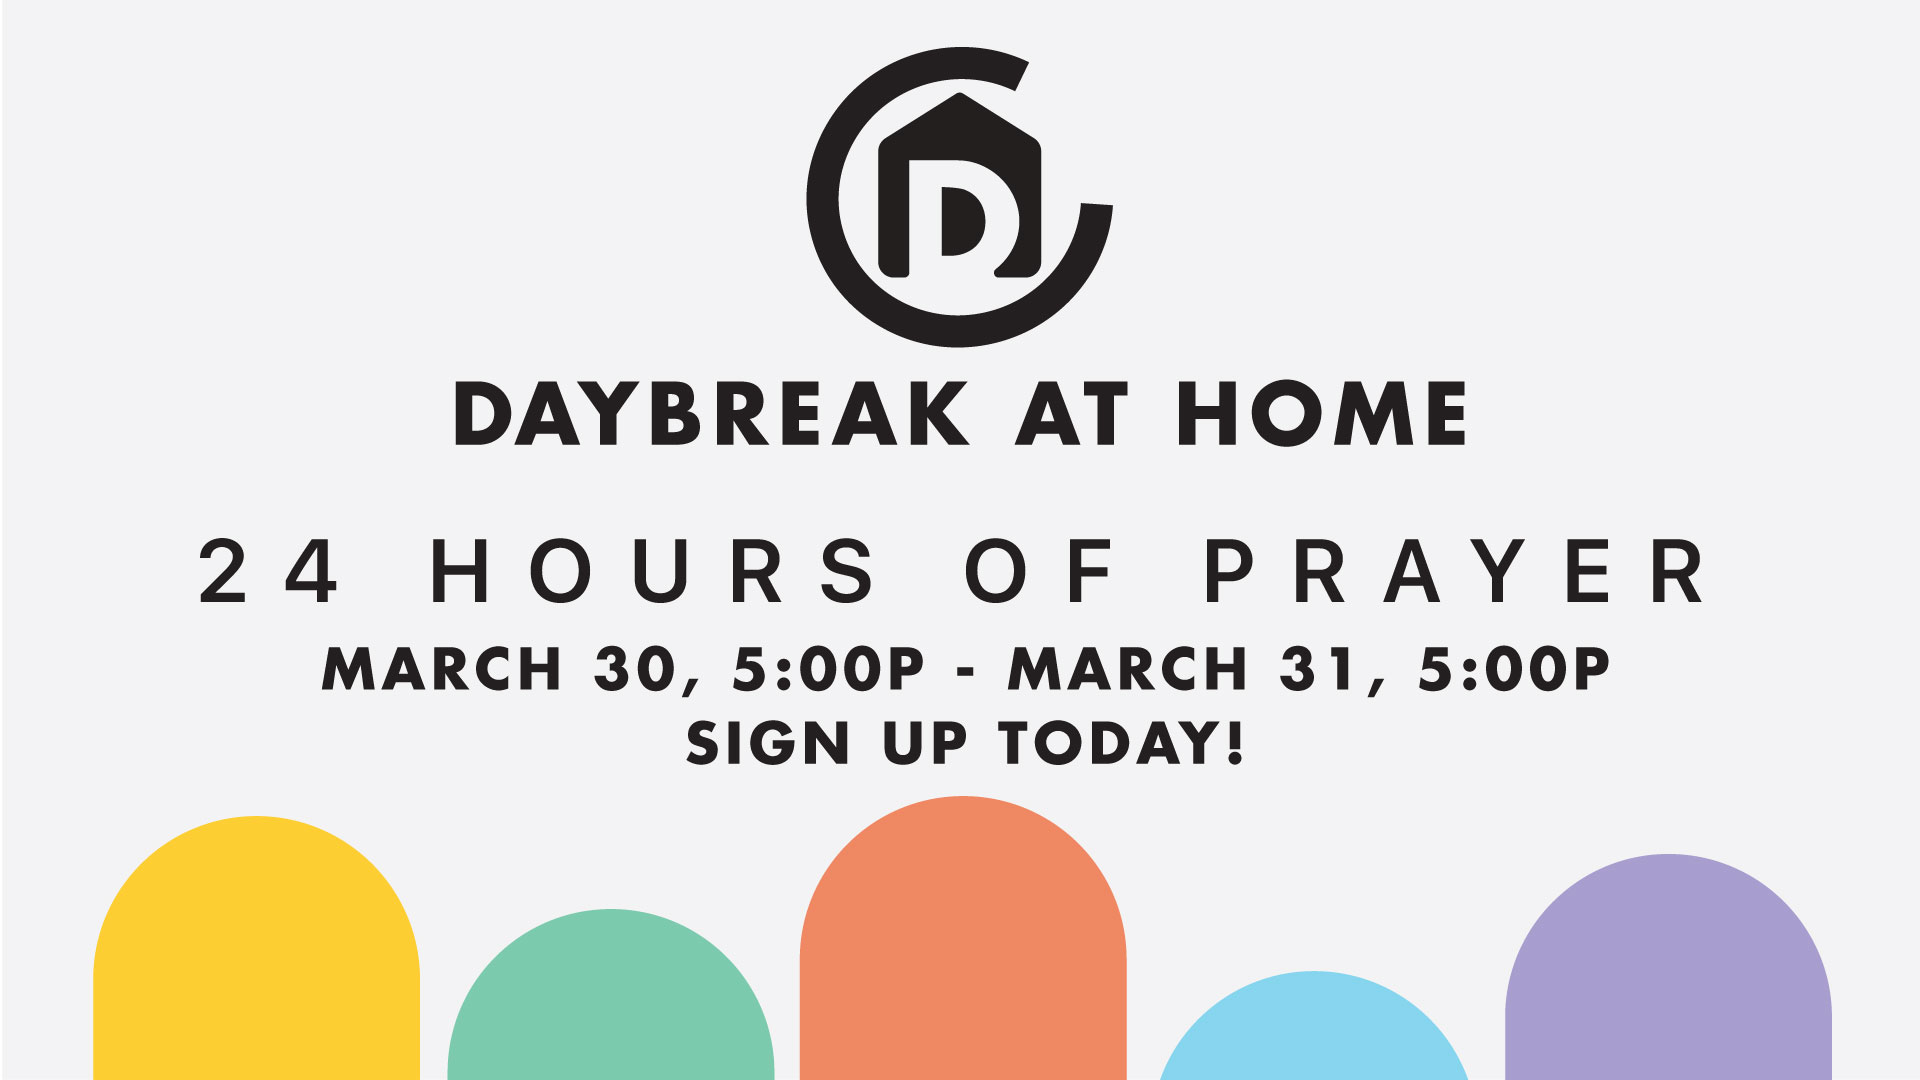 D
DAYBREAK AT HOME
24 HOURS OF PRAYER
MARCH 30, 5:00P - MARCH 31, 5:00P
SIGN UP TODAY!